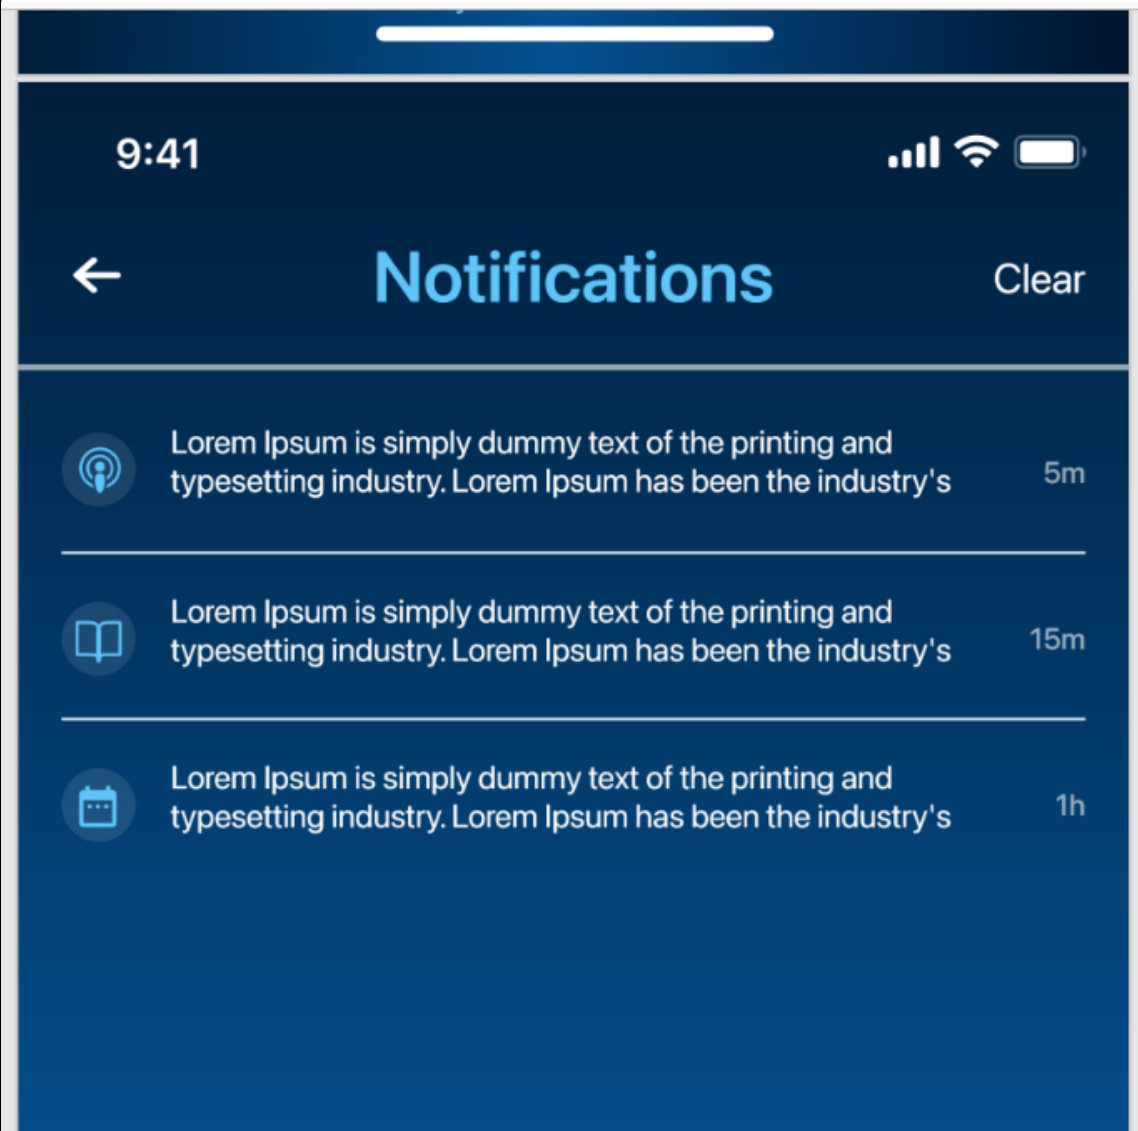 9:41
Notifications
Clear
Lorem Ipsum is simply dummy text of the printing and
typesetting industry. Lorem Ipsum has been the industry's
5m
Lorem Ipsum is simply dummy text of the printing and
typesetting industry. Lorem Ipsum has been the industry's
15m
Lorem Ipsum is simply dummy text of the printing and
typesetting industry. Lorem Ipsum has been the industry's
1h